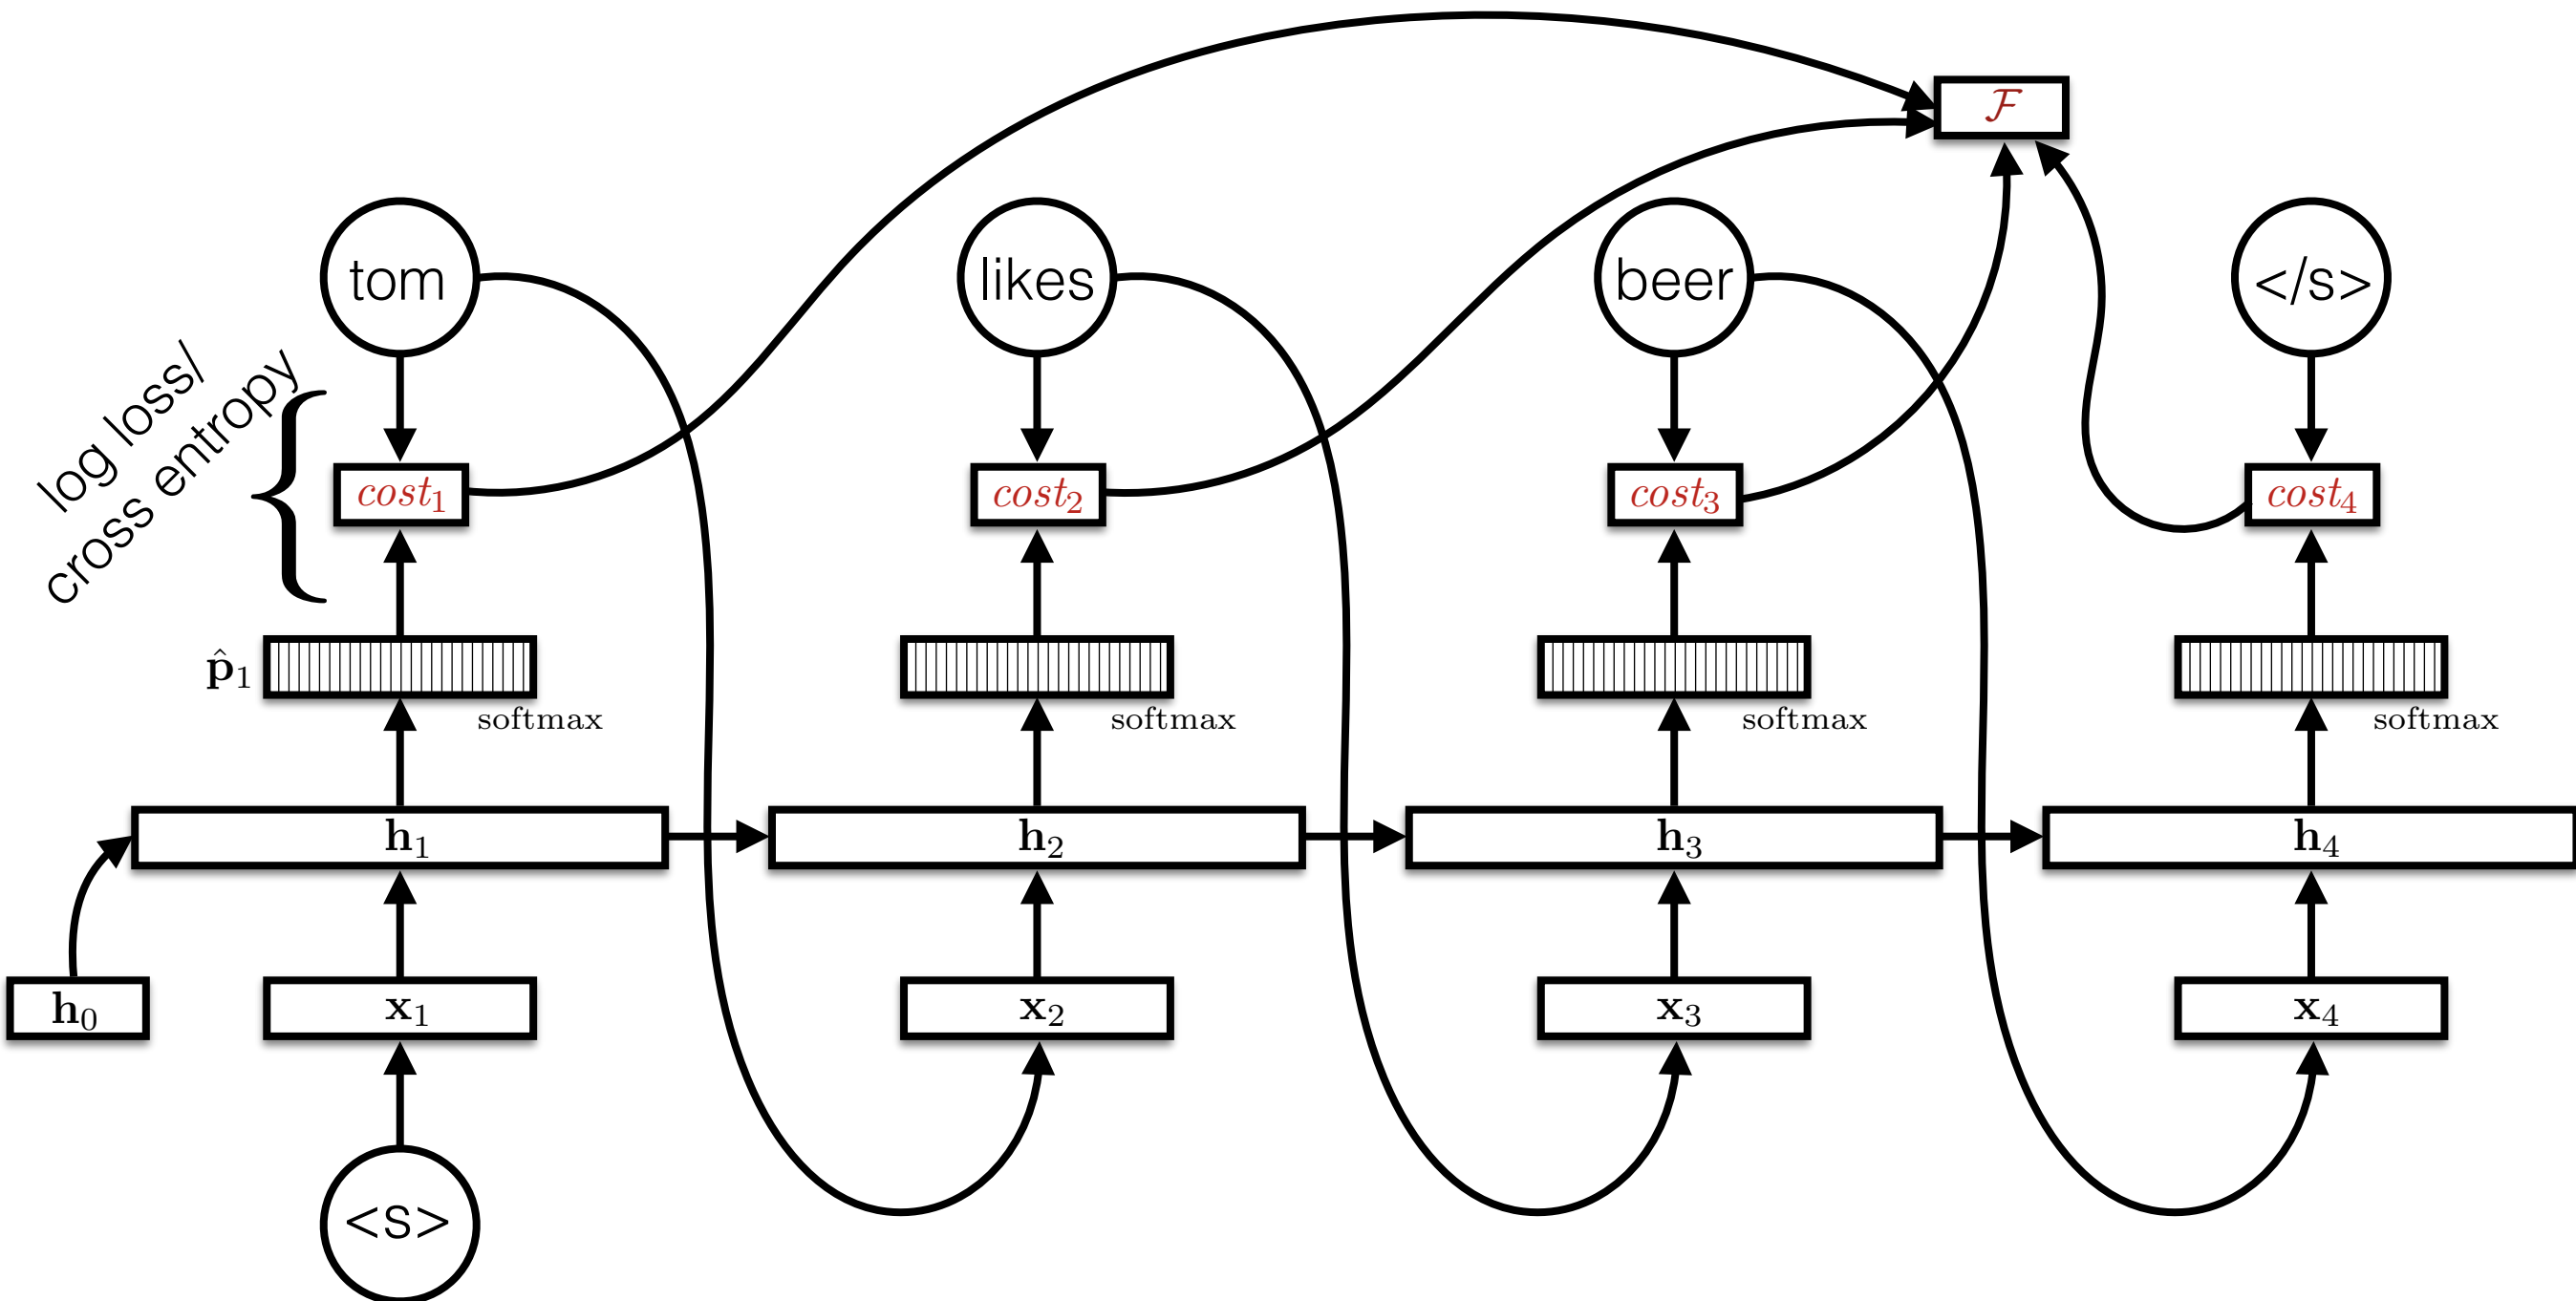 ℱ
tom
likes
beer
</s>
log loss/
cross entropy
cost₁
cost₂
cost₃
cost₄
p̂₁
softmax
softmax
softmax
softmax
h₁
h₂
h₃
h₄
h₀
x₁
x₂
x₃
x₄
<s>